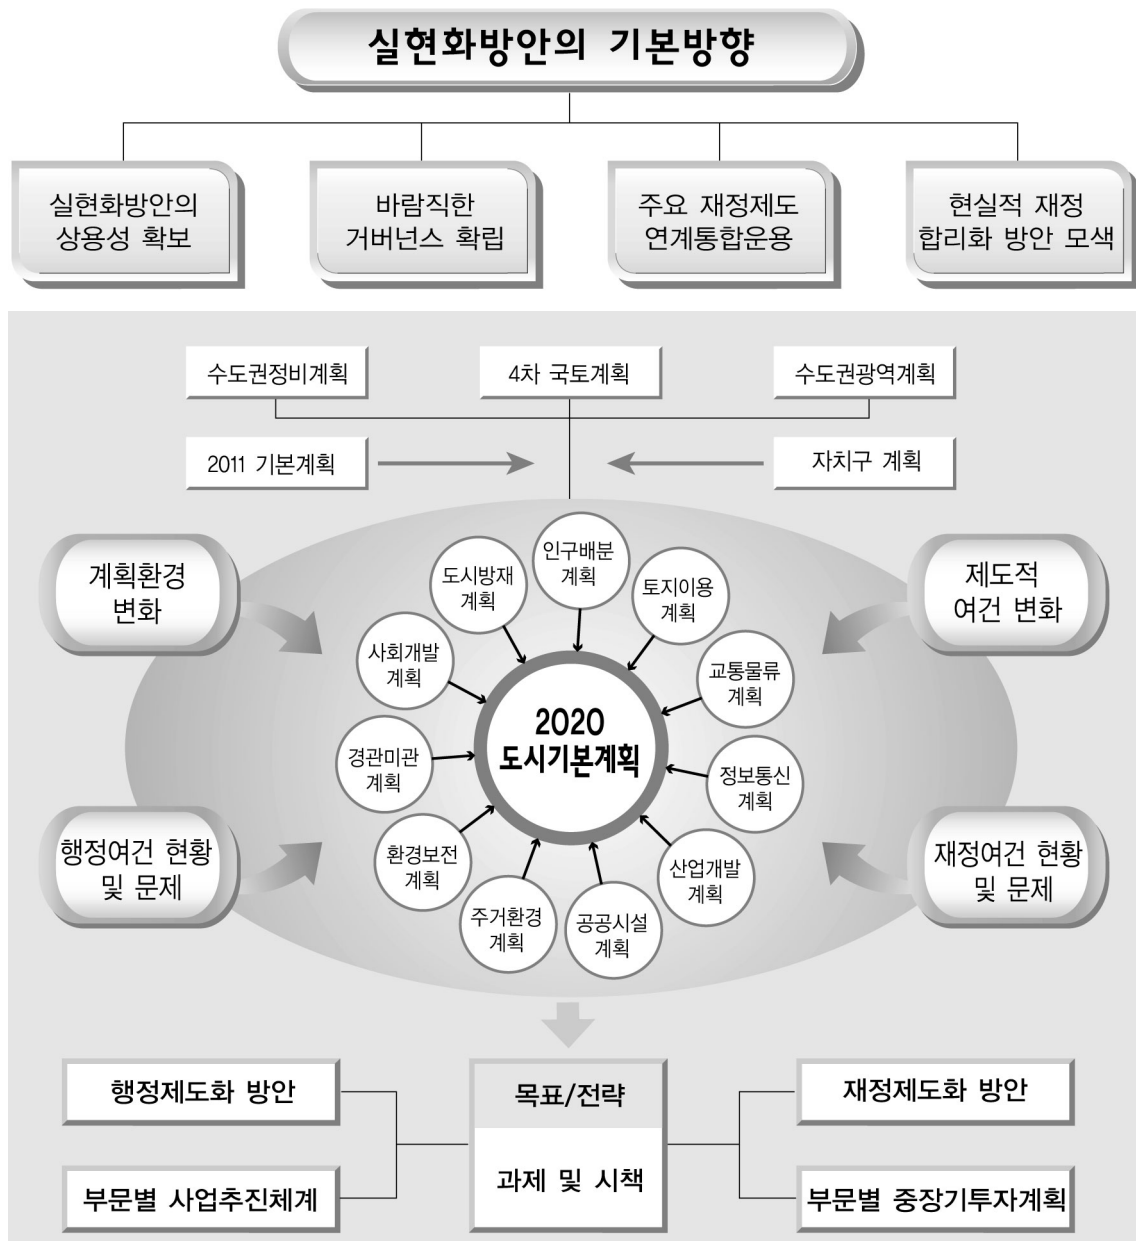 실현화방안의 기본방향
실현화방안의
상용성 확보
바람직한
거버넌스 확립
주요 재정제도
연계통합운용
현실적 재정
합리화 방안 모색
수도권정비계획
4차 국토계획
수도권광역계획
2011 기본계획
자치구 계획
계획환경
변화
제도적
여건 변화
인구배분
계획
도시방재
계획
토지이용
계획
사회개발
계획
교통물류
계획
2020
도시기본계획
경관미관
계획
정보통신
계획
환경보전
계획
산업개발
계획
주거환경
계획
공공시설
계획
행정여건 현황
및 문제
재정여건 현황
및 문제
행정제도화 방안
부문별 사업추진체계
목표/전략
과제 및 시책
재정제도화 방안
부문별 중장기투자계획